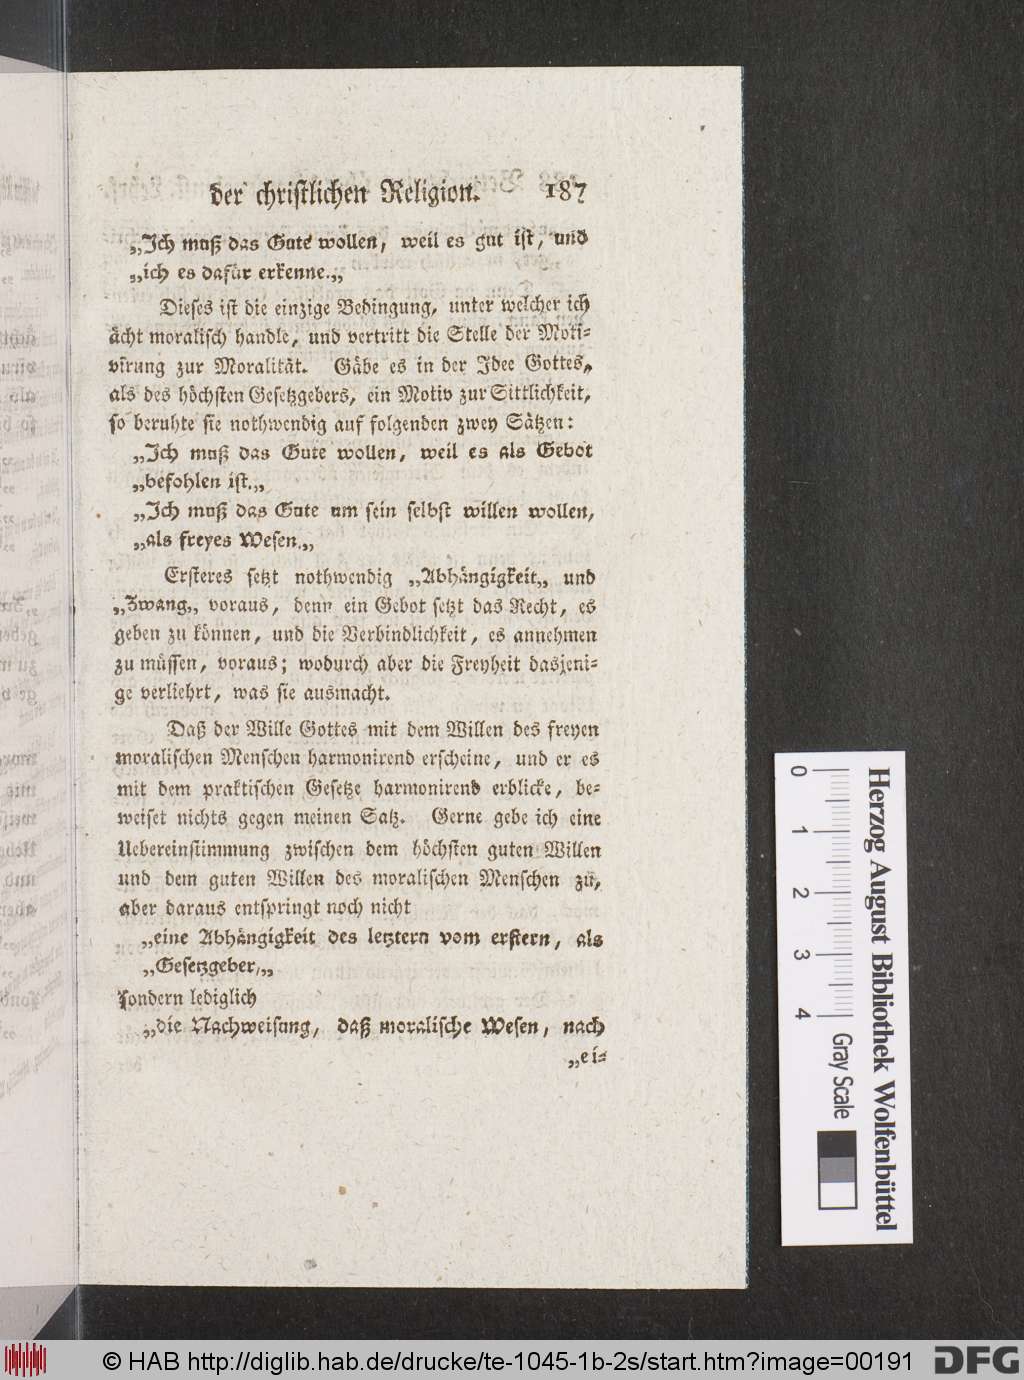 der christlichen Religion. 187
„Ich muß das Gute wollen, weil es gut ist, und
„ich es dafür erkenne.„
Dieses ist die einzige Bedingung, unter welcher ich
ächt moralisch handle, und vertritt die Stelle der Moti-
virung zur Moralität. Gäbe es in der Idee Gottes,
als des höchsten Gesetzgebers, ein Motiv zur Sittlichkeit,
so beruhte sie nothwendig auf folgenden zwey Sätzen:
„Ich muß das Gute wollen, weil es als Gebot
„befohlen ist.„
„Ich muß das Gute um sein selbst willen wollen,
„als freyes Wesen.„
Ersteres setzt nothwendig „Abhängigkeit„ und
„Zwang„ voraus, denn ein Gebot setzt das Recht, es
geben zu können, und die Verbindlichkeit, es annehmen
zu müssen, voraus; wodurch aber die Freyheit dasjeni-
ge verliehrt, was sie ausmacht.
Daß der Wille Gottes mit dem Willen des freyen
moralischen Menschen harmonirend erscheine, und er es
mit dem praktischen Gesetze harmonirend erblicke, be-
weiset nichts gegen meinen Satz. Gerne gebe ich eine
Uebereinstimmung zwischen dem höchsten guten Willen
und dem guten Willen des moralischen Menschen zu,
aber daraus entspringt noch nicht
„eine Abhängigkeit des letztern vom erstern, als
„Gesetzgeber,„
sondern lediglich
„die Nachweisung, daß moralische Wesen, nach
„ei-
Herzog August Bibliothek Wolfenbüttel
0 1 2 3 4 Gray Scale
© HAB http://diglib.hab.de/drucke/te-1045-1b-2s/start.htm?image=00191 DFG